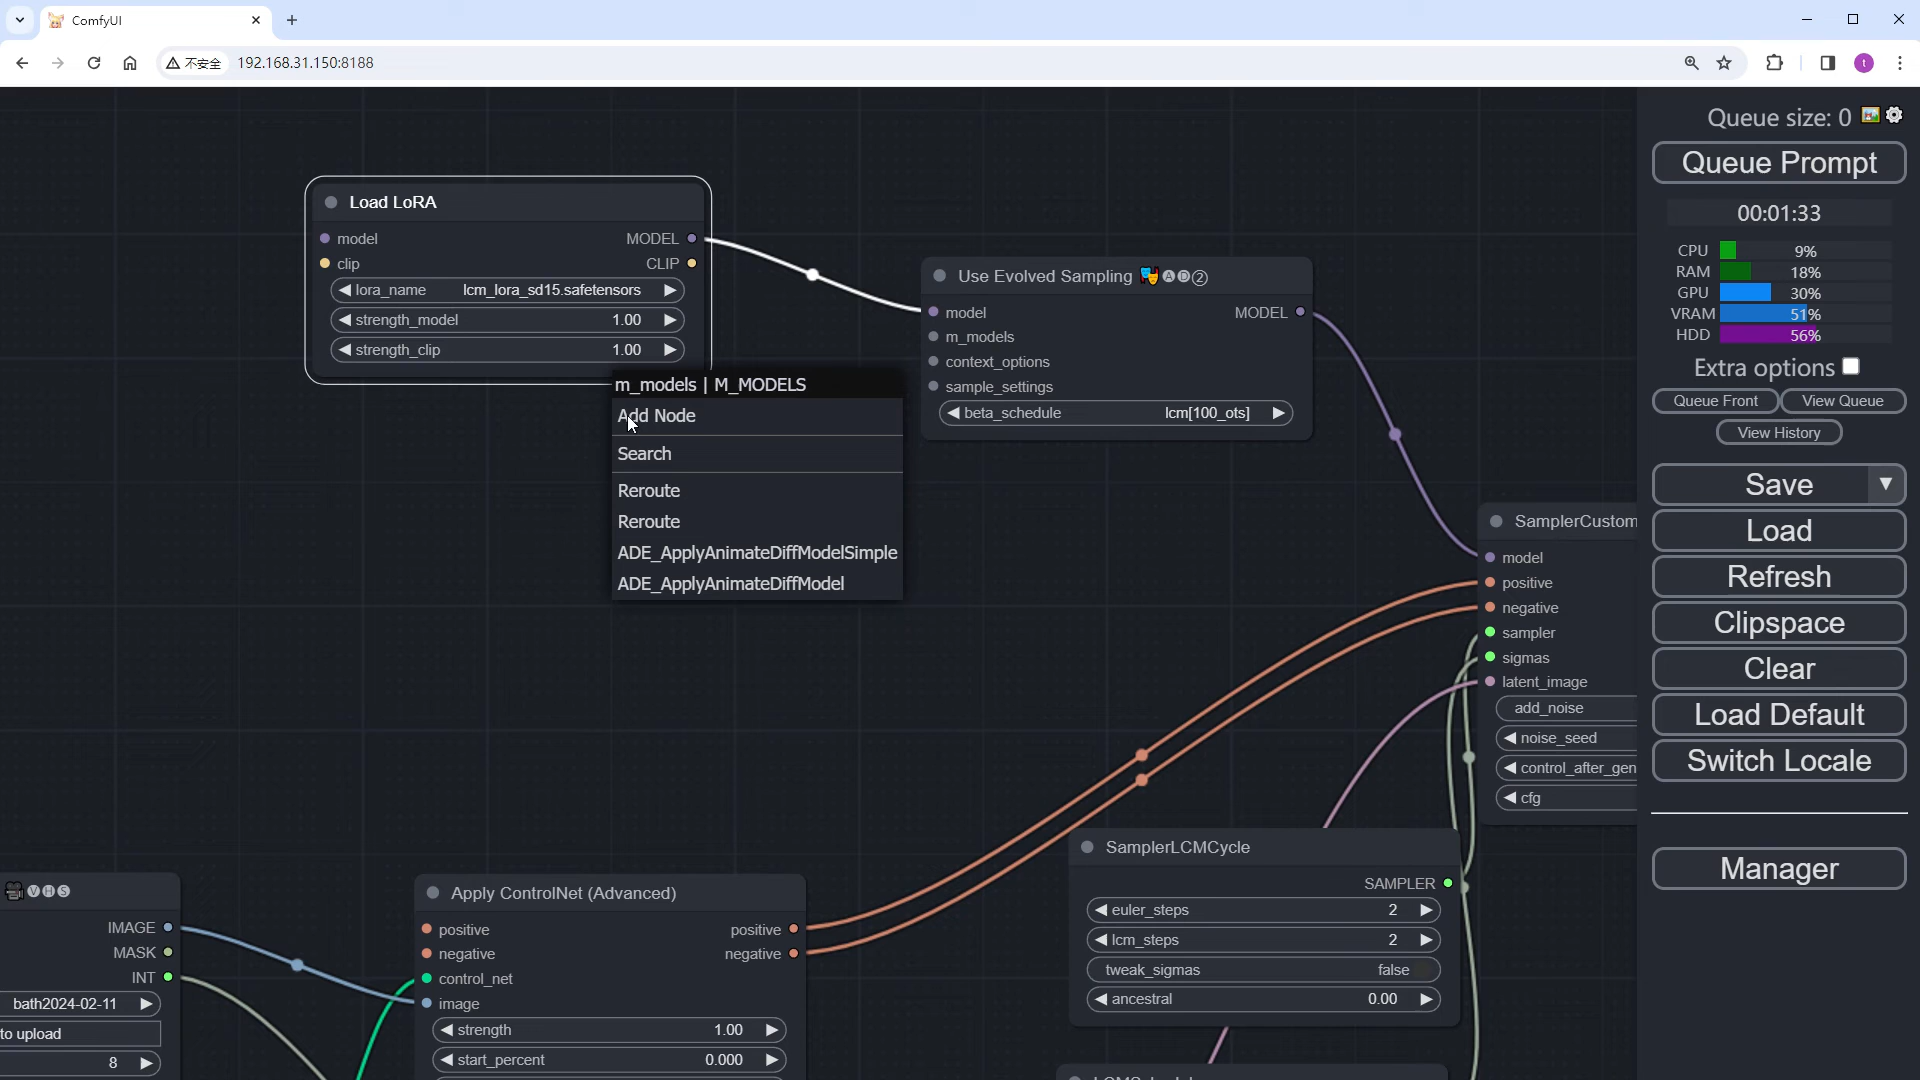 ComfyUI
不安全
192.168.31.150:8188
t
Load LoRA
model
MODEL
clip
CLIP
lora_name
lcm_lora_sd15.safetensors
strength_model
1.00
strength_clip
1.00
m_models | M_MODELS
Add Node
Search
Reroute
Reroute
ADE_ApplyAnimateDiffModelSimple
ADE_ApplyAnimateDiffModel
Use Evolved Sampling 🎭ⒶⒹ②
model
MODEL
m_models
context_options
sample_settings
beta_schedule
lcm[100_ots]
SamplerCustom
model
positive
negative
sampler
sigmas
latent_image
add_noise
noise_seed
control_after_gen
cfg
SamplerLCMCycle
SAMPLER
euler_steps
2
lcm_steps
2
tweak_sigmas
false
ancestral
0.00
ⓋⒽⓈ
IMAGE
MASK
INT
bath2024-02-11
to upload
8
Apply ControlNet (Advanced)
positive
positive
negative
negative
control_net
image
strength
1.00
start_percent
0.000
Queue size: 0
Queue Prompt
00:01:33
CPU
9%
RAM
18%
GPU
30%
VRAM
51%
HDD
56%
Extra options
Queue Front
View Queue
View History
Save
Load
Refresh
Clipspace
Clear
Load Default
Switch Locale
Manager